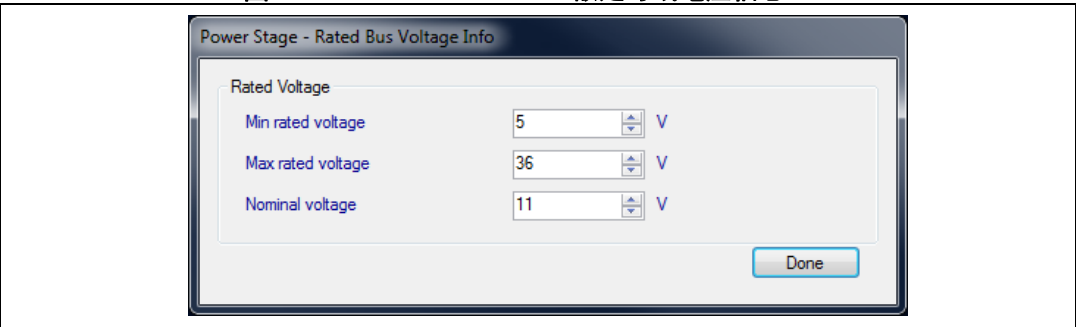 Power Stage - Rated Bus Voltage Info
Rated Voltage
Min rated voltage 5 V
Max rated voltage 36 V
Nominal voltage 11 V
Done